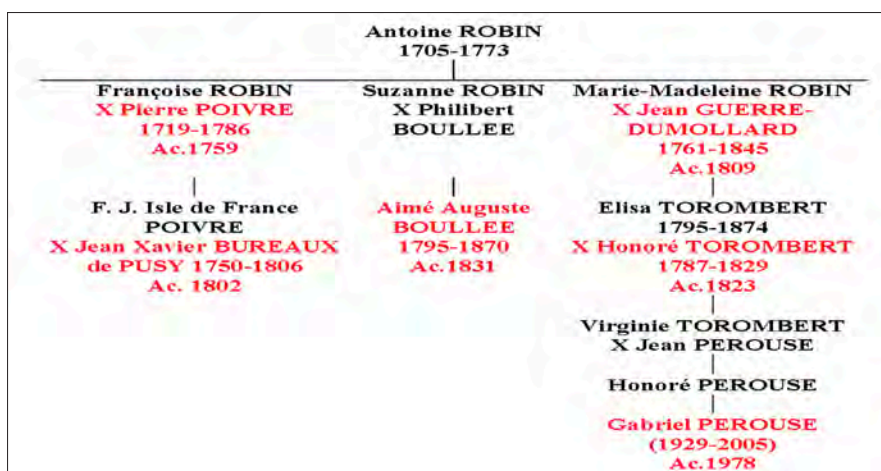 Antoine ROBIN
1705-1773
Françoise ROBIN
X Pierre POIVRE
1719-1786
Ac.1759
Suzanne ROBIN
X Philibert
BOULLEE
Marie-Madeleine ROBIN
X Jean GUERRE-
DUMOLLARD
1761-1845
Ac.1809
F. J. Isle de France
POIVRE
X Jean Xavier BUREAUX
de PUSY 1750-1806
Ac. 1802
Aimé Auguste
BOULLEE
1795-1870
Ac.1831
Elisa TOROMBERT
1795-1874
X Honoré TOROMBERT
1787-1829
Ac.1823
Virginie TOROMBERT
X Jean PEROUSE
Honoré PEROUSE
Gabriel PEROUSE
(1929-2005)
Ac.1978